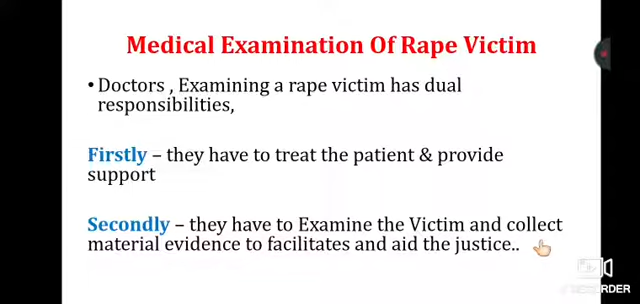 Medical Examination Of Rape Victim
• Doctors , Examining a rape victim has dual
responsibilities,
Firstly – they have to treat the patient & provide
support
Secondly – they have to Examine the Victim and collect
material evidence to facilitates and aid the justice..
RECORDER